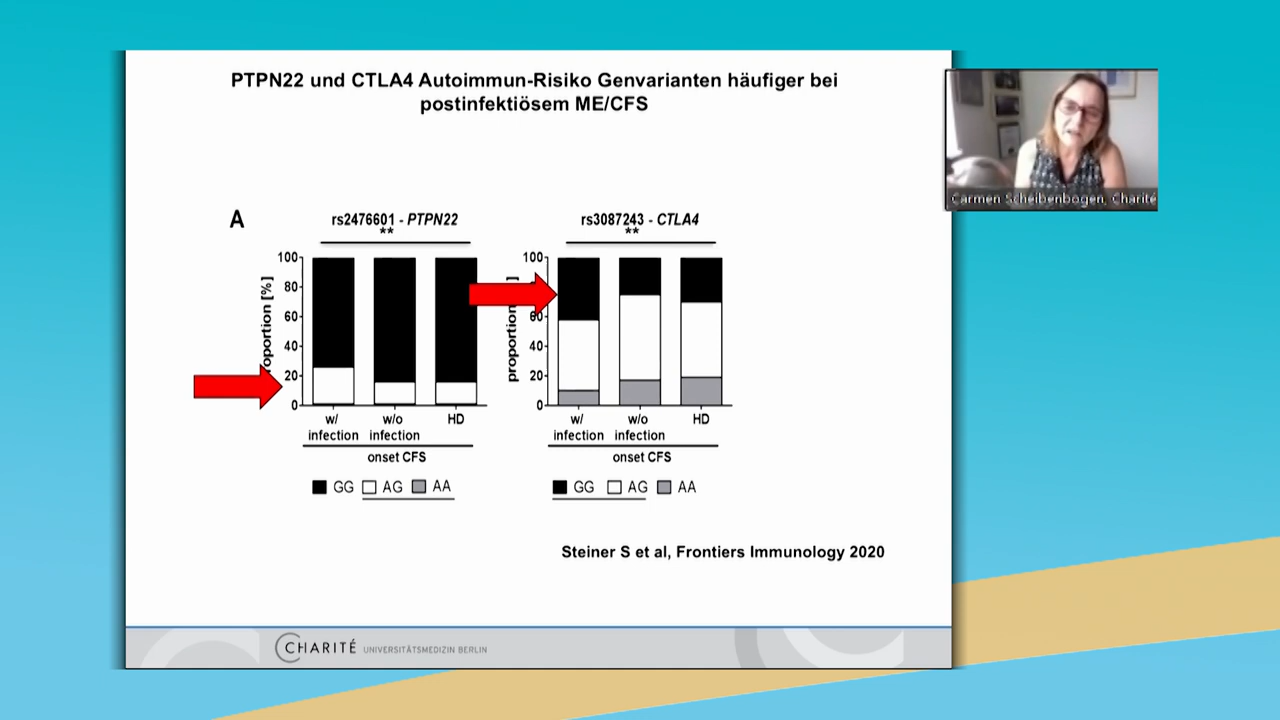 PTPN22 und CTLA4 Autoimmun-Risiko Genvarianten häufiger bei
postinfektiösem ME/CFS
Carmen Scheibenbogen, Charité
A
rs2476601 - PTPN22
**
100
80
60
40
20
0
w/
infection
w/o
infection
HD
onset CFS
GG AG AA
rs3087243 - CTLA4
**
proportion
100
60
40
20
0
w/
infection
w/o
infection
HD
onset CFS
GG AG AA
Steiner S et al, Frontiers Immunology 2020
CHARITÉ UNIVERSITÄTSMEDIZIN BERLIN